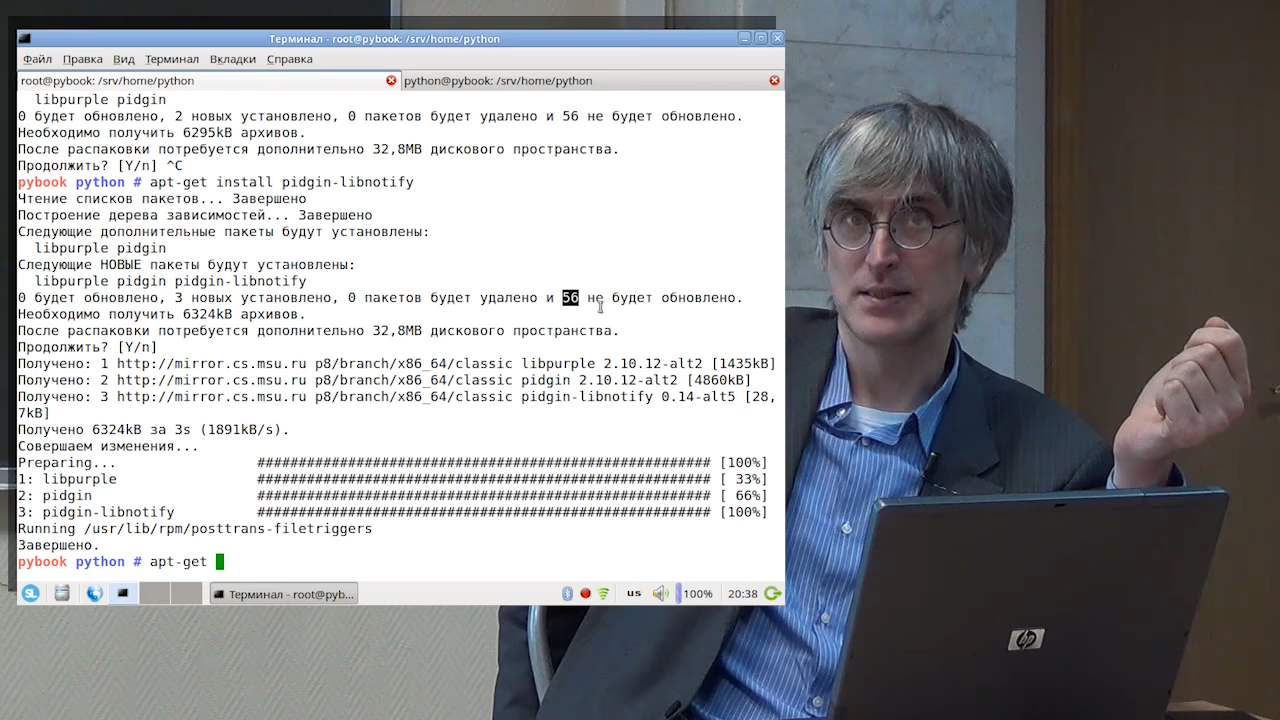 Терминал - root@pybook: /srv/home/python
Файл Правка Вид Терминал Вкладки Справка
root@pybook: /srv/home/python python@pybook: /srv/home/python
libpurple pidgin
0 будет обновлено, 2 новых установлено, 0 пакетов будет удалено и 56 не будет обновлено.
Необходимо получить 6295kB архивов.
После распаковки потребуется дополнительно 32,8MB дискового пространства.
Продолжить? [Y/n] ^C
pybook python # apt-get install pidgin-libnotify
Чтение списков пакетов... Завершено
Построение дерева зависимостей... Завершено
Следующие дополнительные пакеты будут установлены:
libpurple pidgin
Следующие НОВЫЕ пакеты будут установлены:
libpurple pidgin pidgin-libnotify
0 будет обновлено, 3 новых установлено, 0 пакетов будет удалено и 56 не будет обновлено.
Необходимо получить 6324kB архивов.
После распаковки потребуется дополнительно 32,8MB дискового пространства.
Продолжить? [Y/n]
Получено: 1 http://mirror.cs.msu.ru p8/branch/x86_64/classic libpurple 2.10.12-alt2 [1435kB]
Получено: 2 http://mirror.cs.msu.ru p8/branch/x86_64/classic pidgin 2.10.12-alt2 [4860kB]
Получено: 3 http://mirror.cs.msu.ru p8/branch/x86_64/classic pidgin-libnotify 0.14-alt5 [28,
7kB]
Получено 6324kB за 3s (1891kB/s).
Совершаем изменения...
Preparing... ####################################################### [100%]
1: libpurple ####################################################### [ 33%]
2: pidgin ####################################################### [ 66%]
3: pidgin-libnotify ####################################################### [100%]
Running /usr/lib/rpm/posttrans-filetriggers
Завершено.
pybook python # apt-get
SL Терминал - root@pyb... us 100% 20:38
hp